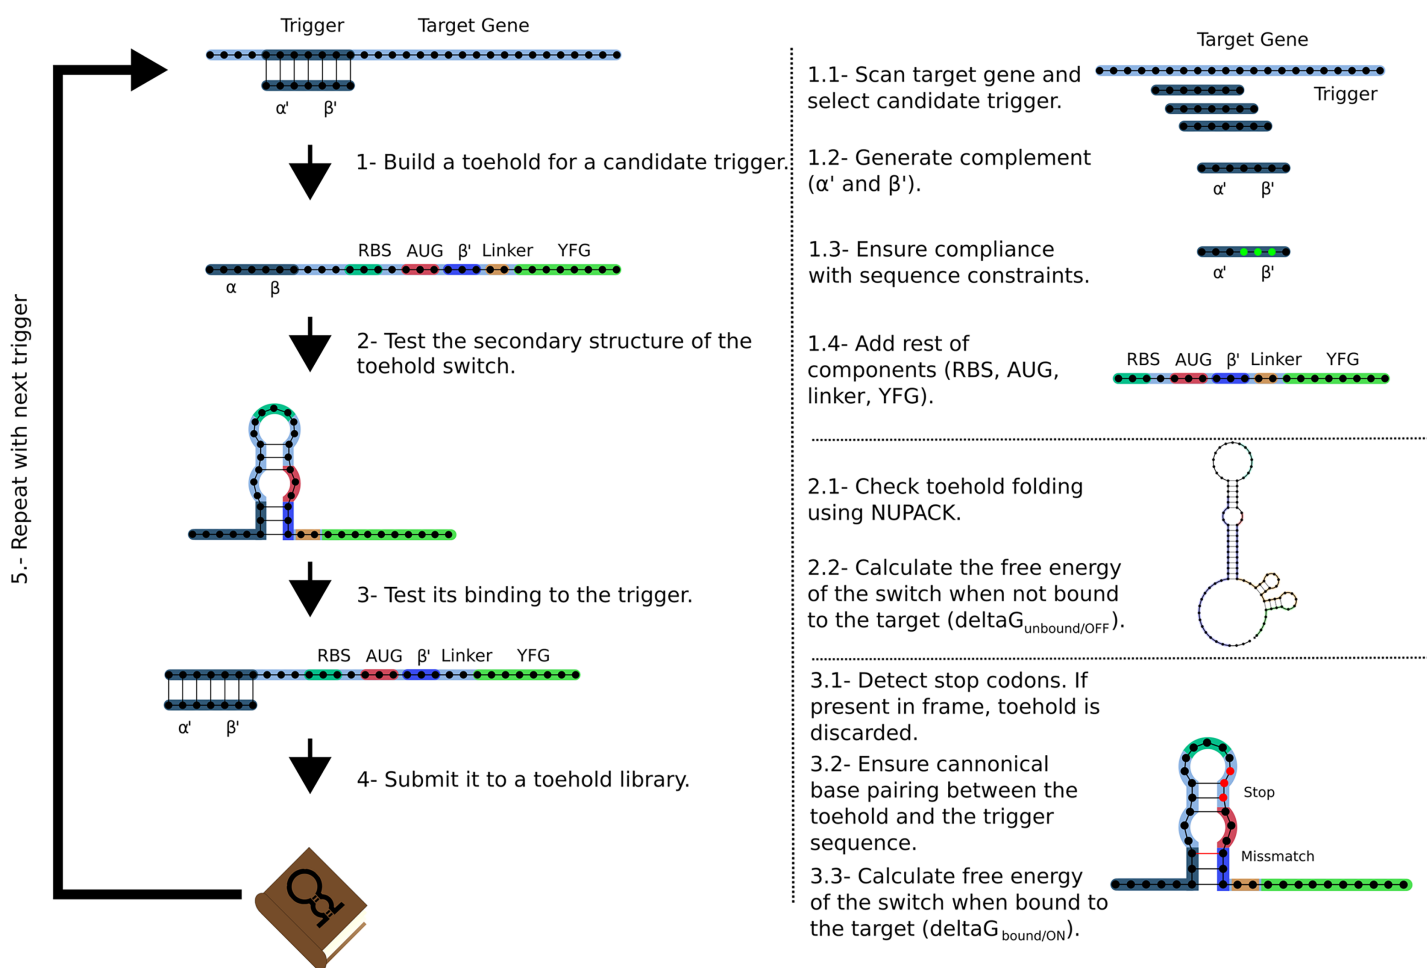 Trigger Target Gene
α' β'
1- Build a toehold for a candidate trigger.
RBS AUG β' Linker YFG
α β
2- Test the secondary structure of the
toehold switch.
3- Test its binding to the trigger.
RBS AUG β' Linker YFG
α' β'
4- Submit it to a toehold library.
5.- Repeat with next trigger
Target Gene
1.1- Scan target gene and
select candidate trigger.
Trigger
1.2- Generate complement
(α' and β').
α' β'
1.3- Ensure compliance
with sequence constraints.
α' β'
1.4- Add rest of
components (RBS, AUG,
linker, YFG).
RBS AUG β' Linker YFG
2.1- Check toehold folding
using NUPACK.
2.2- Calculate the free energy
of the switch when not bound
to the target (deltaGunbound/OFF).
3.1- Detect stop codons. If
present in frame, toehold is
discarded.
3.2- Ensure cannonical
base pairing between the
toehold and the trigger
sequence.
Stop
Missmatch
3.3- Calculate free energy
of the switch when bound to
the target (deltaG bound/ON).